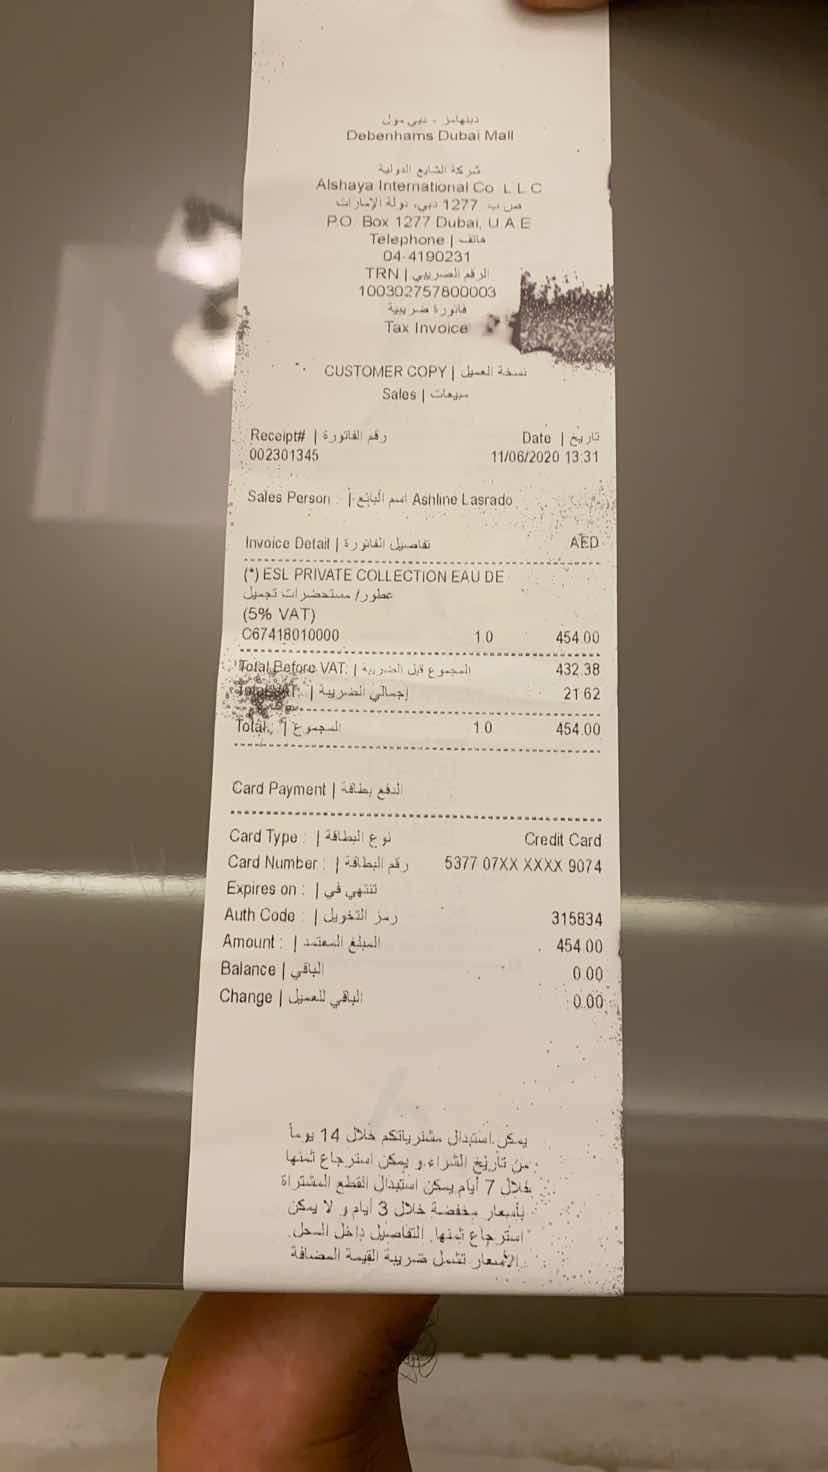 دبنهامز - دبي مول
Debenhams Dubai Mall
شركة الشايع الدولية
Alshaya International Co L L C
ص ب 1277 دبي، دولة الإمارات
P.O. Box 1277 Dubai, U A E
Telephone | هاتف
04-4190231
TRN | الرقم الضريبي
100302757800003
فاتورة ضريبية
Tax Invoice
CUSTOMER COPY | نسخة العميل
Sales | مبيعات
Receipt# | رقم الفاتورة Date | تاريخ
002301345 11/06/2020 13:31
Sales Person : | اسم البائع Ashline Lasrado
Invoice Detail | تفاصيل الفاتورة AED
(*) ESL PRIVATE COLLECTION EAU DE
عطور/ مستحضرات تجميل
(5% VAT)
C67418010000 1.0 454.00
Total Before VAT: | المجموع قبل الضريبة 432.38
Total VAT: | إجمالي الضريبة 21.62
Total : | المجموع 1.0 454.00
Card Payment | الدفع بطاقة
Card Type : | نوع البطاقة Credit Card
Card Number : | رقم البطاقة 5377 07XX XXXX 9074
Expires on : | تنتهي في
Auth Code : | رمز التخويل 315834
Amount : | المبلغ المعتمد 454.00
Balance | الباقي 0.00
Change | الباقي للعميل 0.00
يمكن استبدال مشترياتكم خلال 14 يوماً
من تاريخ الشراء و يمكن استرجاع ثمنها
خلال 7 أيام يمكن استبدال القطع المشتراة
بأسعار مخفضة خلال 3 أيام و لا يمكن
استرجاع ثمنها. التفاصيل داخل المحل.
الأسعار تشمل ضريبة القيمة المضافة